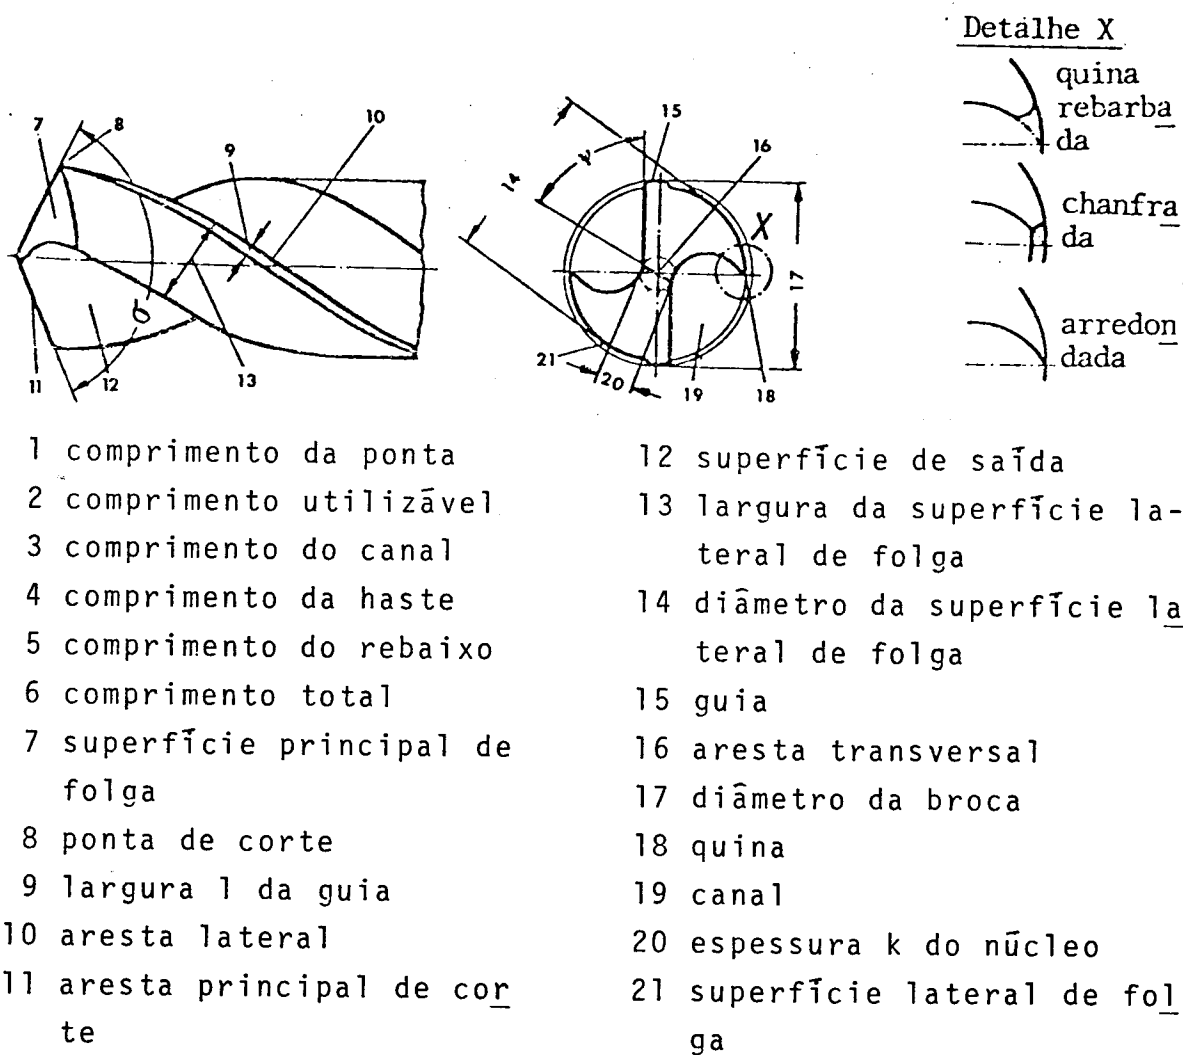 Detálhe X
quina
rebarba
da
chanfra
da
arredon
dada
7
8
9
10
σ
11
12
13
14
ψ
15
16
X
17
21
20
19
18
1 comprimento da ponta
2 comprimento utilizável
3 comprimento do canal
4 comprimento da haste
5 comprimento do rebaixo
6 comprimento total
7 superfície principal de
folga
8 ponta de corte
9 largura l da guia
10 aresta lateral
11 aresta principal de cor
te
12 superfície de saída
13 largura da superfície la-
teral de folga
14 diâmetro da superfície la
teral de folga
15 guia
16 aresta transversal
17 diâmetro da broca
18 quina
19 canal
20 espessura k do núcleo
21 superfície lateral de fol
ga